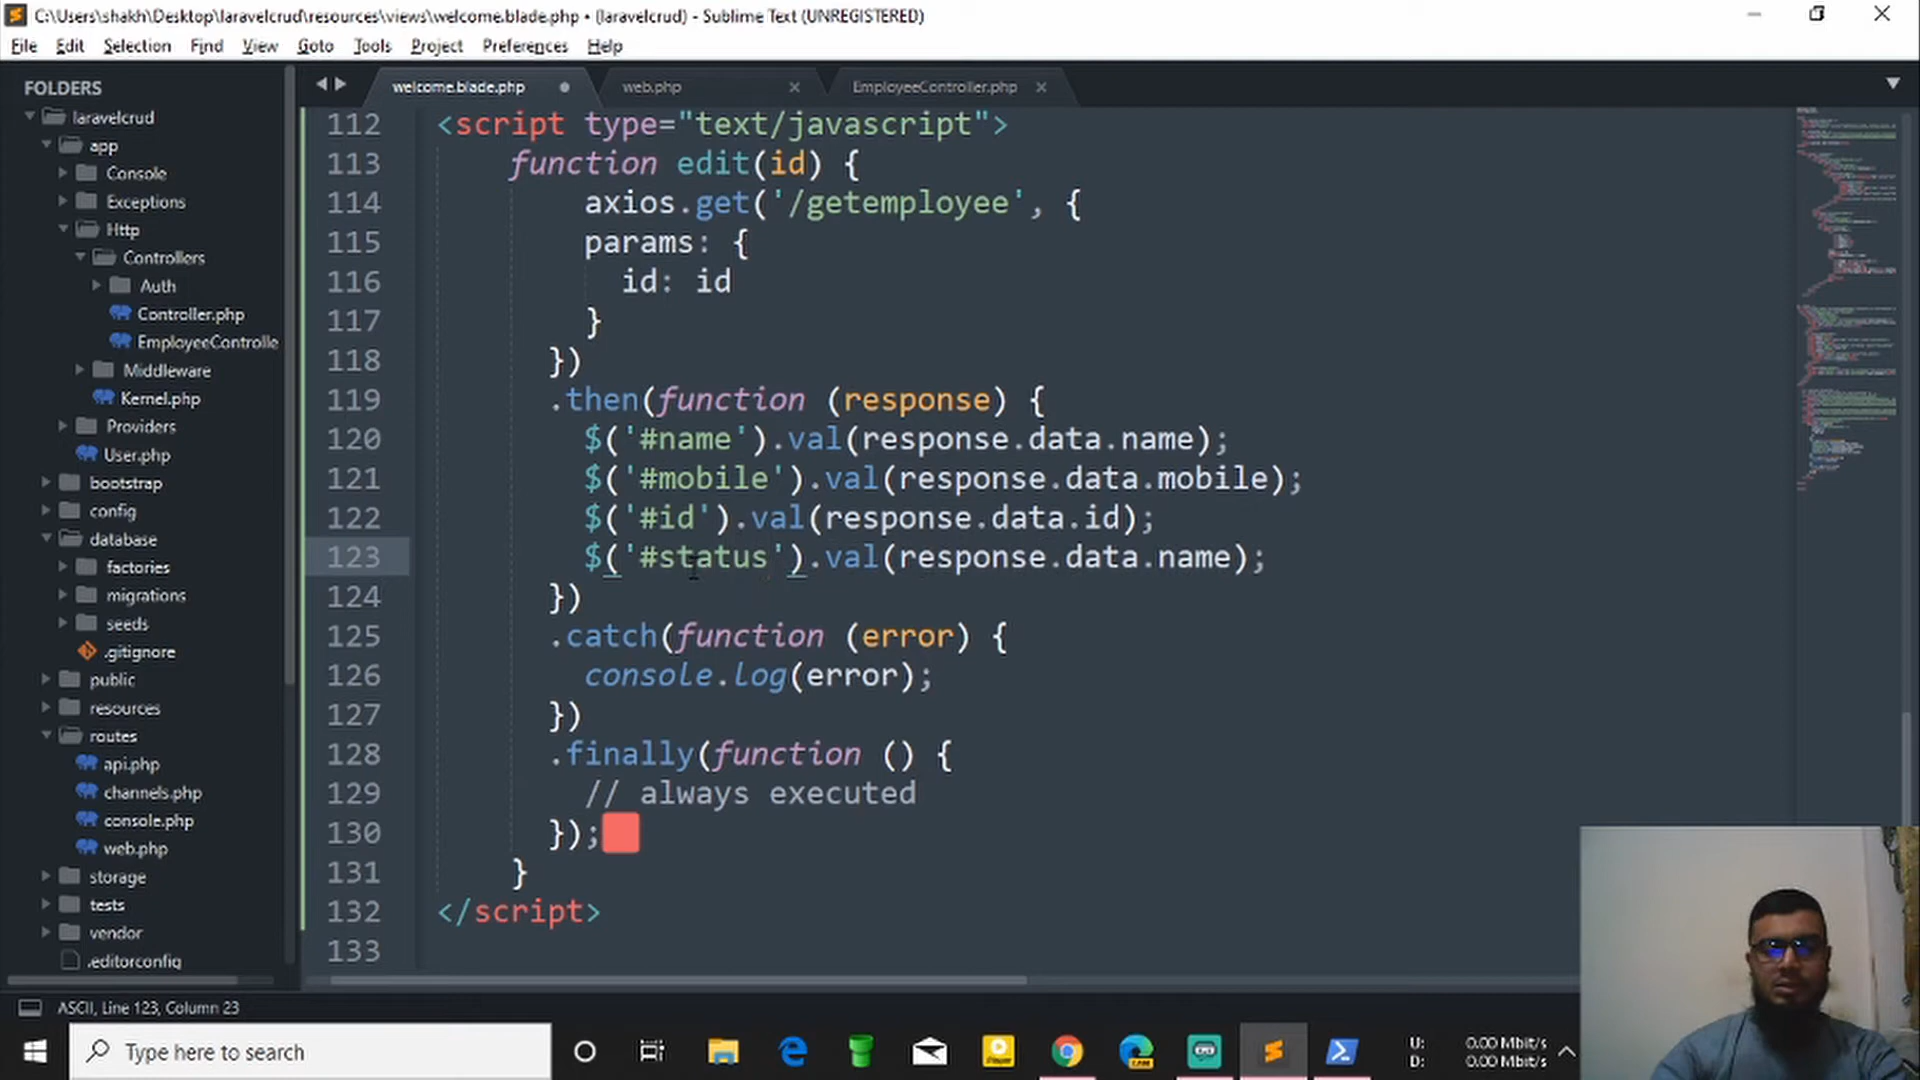 C:\Users\shakh\Desktop\laravelcrud\resources\views\welcome.blade.php • (laravelcrud) - Sublime Text (UNREGISTERED)
File Edit Selection Find View Goto Tools Project Preferences Help
FOLDERS
laravelcrud
app
Console
Exceptions
Http
Controllers
Auth
Controller.php
EmployeeControlle
Middleware
Kernel.php
Providers
User.php
bootstrap
config
database
factories
migrations
seeds
.gitignore
public
resources
routes
api.php
channels.php
console.php
web.php
storage
tests
vendor
.editorconfig
welcome.blade.php web.php EmployeeController.php
112 <script type="text/javascript">
113 function edit(id) {
114 axios.get('/getemployee', {
115 params: {
116 id: id
117 }
118 })
119 .then(function (response) {
120 $('#name').val(response.data.name);
121 $('#mobile').val(response.data.mobile);
122 $('#id').val(response.data.id);
123 $('#status').val(response.data.name);
124 })
125 .catch(function (error) {
126 console.log(error);
127 })
128 .finally(function () {
129 // always executed
130 });
131 }
132 </script>
133
ASCII, Line 123, Column 23
Type here to search
U: 0.00 Mbit/s
D: 0.00 Mbit/s